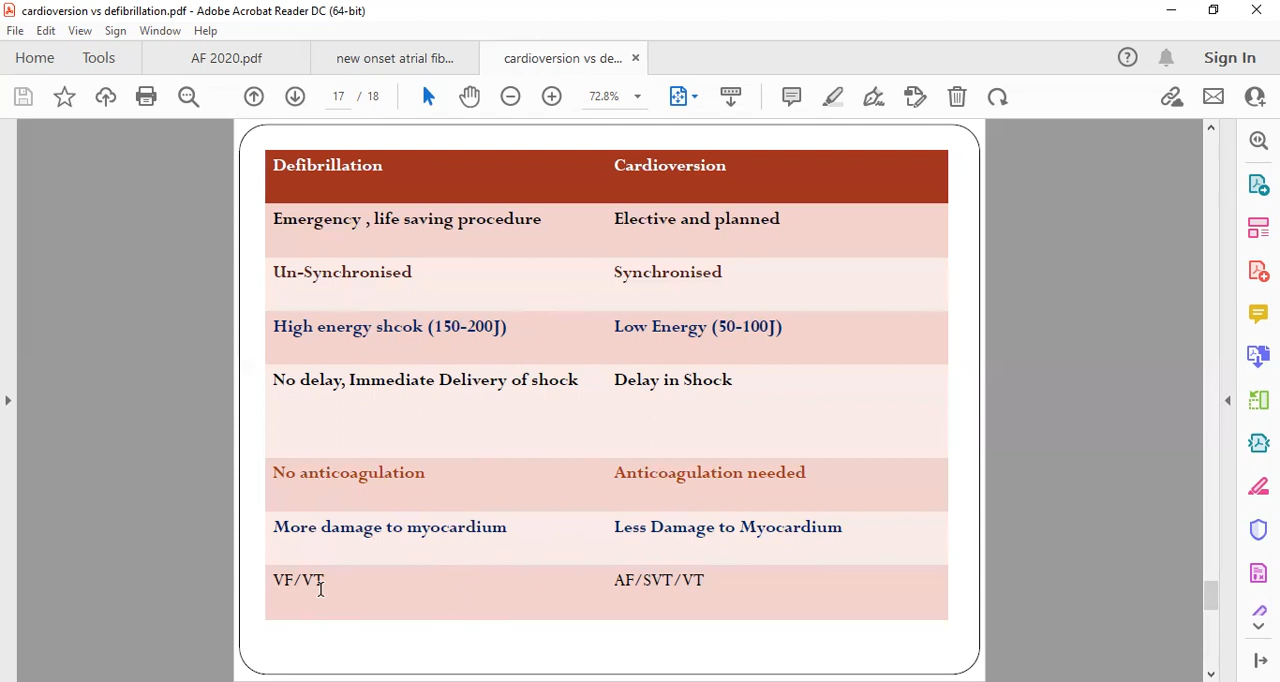 cardioversion vs defibrillation.pdf - Adobe Acrobat Reader DC (64-bit)
File Edit View Sign Window Help
Home Tools AF 2020.pdf new onset atrial fib... cardioversion vs de... Sign In
17 / 18 72.8%
Defibrillation Cardioversion
Emergency , life saving procedure Elective and planned
Un-Synchronised Synchronised
High energy shcok (150-200J) Low Energy (50-100J)
No delay, Immediate Delivery of shock Delay in Shock
No anticoagulation Anticoagulation needed
More damage to myocardium Less Damage to Myocardium
VF/VT AF/SVT/VT